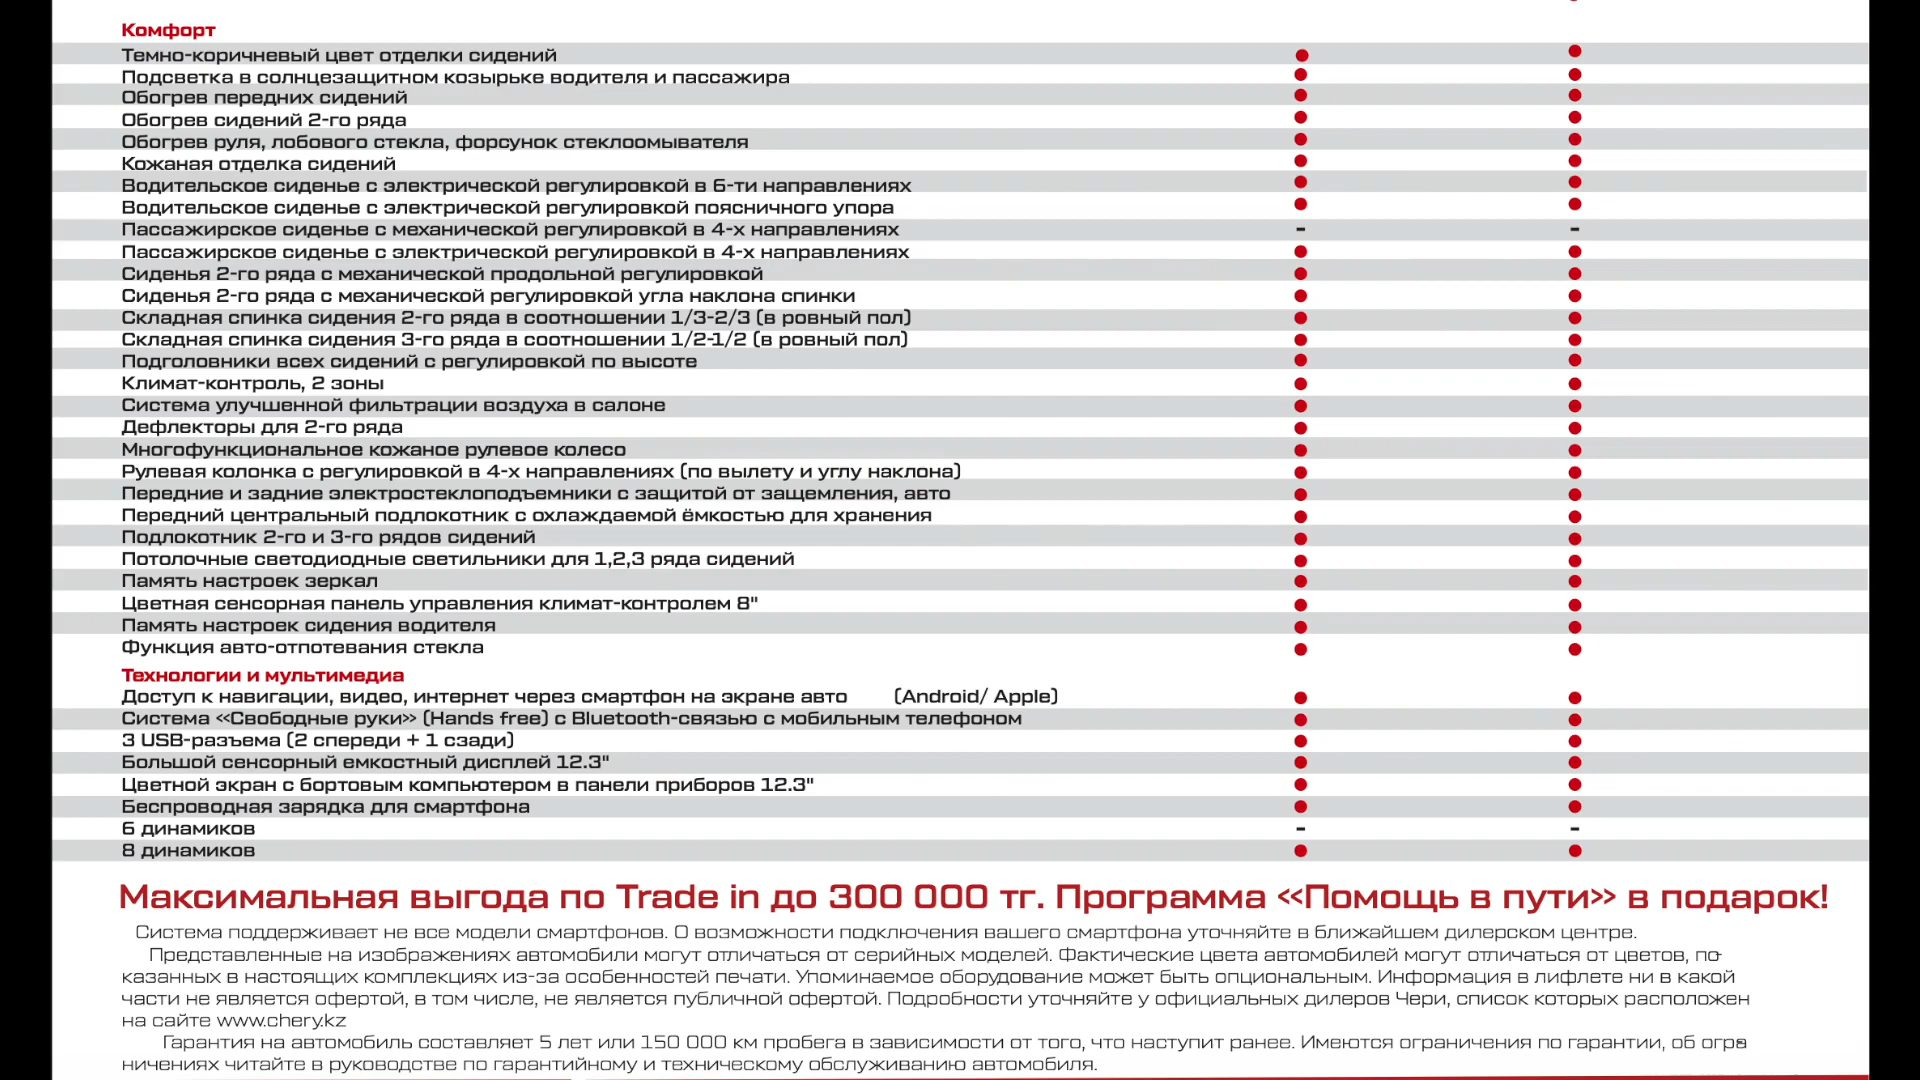 Комфорт
Темно-коричневый цвет отделки сидений
Подсветка в солнцезащитном козырьке водителя и пассажира
Обогрев передних сидений
Обогрев сидений 2-го ряда
Обогрев руля, лобового стекла, форсунок стеклоомывателя
Кожаная отделка сидений
Водительское сиденье с электрической регулировкой в 6-ти направлениях
Водительское сиденье с электрической регулировкой поясничного упора
Пассажирское сиденье с механической регулировкой в 4-х направлениях - -
Пассажирское сиденье с электрической регулировкой в 4-х направлениях
Сиденья 2-го ряда с механической продольной регулировкой
Сиденья 2-го ряда с механической регулировкой угла наклона спинки
Складная спинка сидения 2-го ряда в соотношении 1/3-2/3 (в ровный пол)
Складная спинка сидения 3-го ряда в соотношении 1/2-1/2 (в ровный пол)
Подголовники всех сидений с регулировкой по высоте
Климат-контроль, 2 зоны
Система улучшенной фильтрации воздуха в салоне
Дефлекторы для 2-го ряда
Многофункциональное кожаное рулевое колесо
Рулевая колонка с регулировкой в 4-х направлениях (по вылету и углу наклона)
Передние и задние электростеклоподъемники с защитой от защемления, авто
Передний центральный подлокотник с охлаждаемой ёмкостью для хранения
Подлокотник 2-го и 3-го рядов сидений
Потолочные светодиодные светильники для 1,2,3 ряда сидений
Память настроек зеркал
Цветная сенсорная панель управления климат-контролем 8"
Память настроек сидения водителя
Функция авто-отпотевания стекла
Технологии и мультимедиа
Доступ к навигации, видео, интернет через смартфон на экране авто (Android/ Apple)
Система «Свободные руки» (Hands free) с Bluetooth-связью с мобильным телефоном
3 USB-разъема (2 спереди + 1 сзади)
Большой сенсорный емкостный дисплей 12.3"
Цветной экран с бортовым компьютером в панели приборов 12.3"
Беспроводная зарядка для смартфона
6 динамиков - -
8 динамиков
Максимальная выгода по Trade in до 300 000 тг. Программа «Помощь в пути» в подарок!
Система поддерживает не все модели смартфонов. О возможности подключения вашего смартфона уточняйте в ближайшем дилерском центре.
Представленные на изображениях автомобили могут отличаться от серийных моделей. Фактические цвета автомобилей могут отличаться от цветов, по-
казанных в настоящих комплекциях из-за особенностей печати. Упоминаемое оборудование может быть опциональным. Информация в лифлете ни в какой
части не является офертой, в том числе, не является публичной офертой. Подробности уточняйте у официальных дилеров Чери, список которых расположен
на сайте www.chery.kz
Гарантия на автомобиль составляет 5 лет или 150 000 км пробега в зависимости от того, что наступит ранее. Имеются ограничения по гарантии, об огра-
ничениях читайте в руководстве по гарантийному и техническому обслуживанию автомобиля.